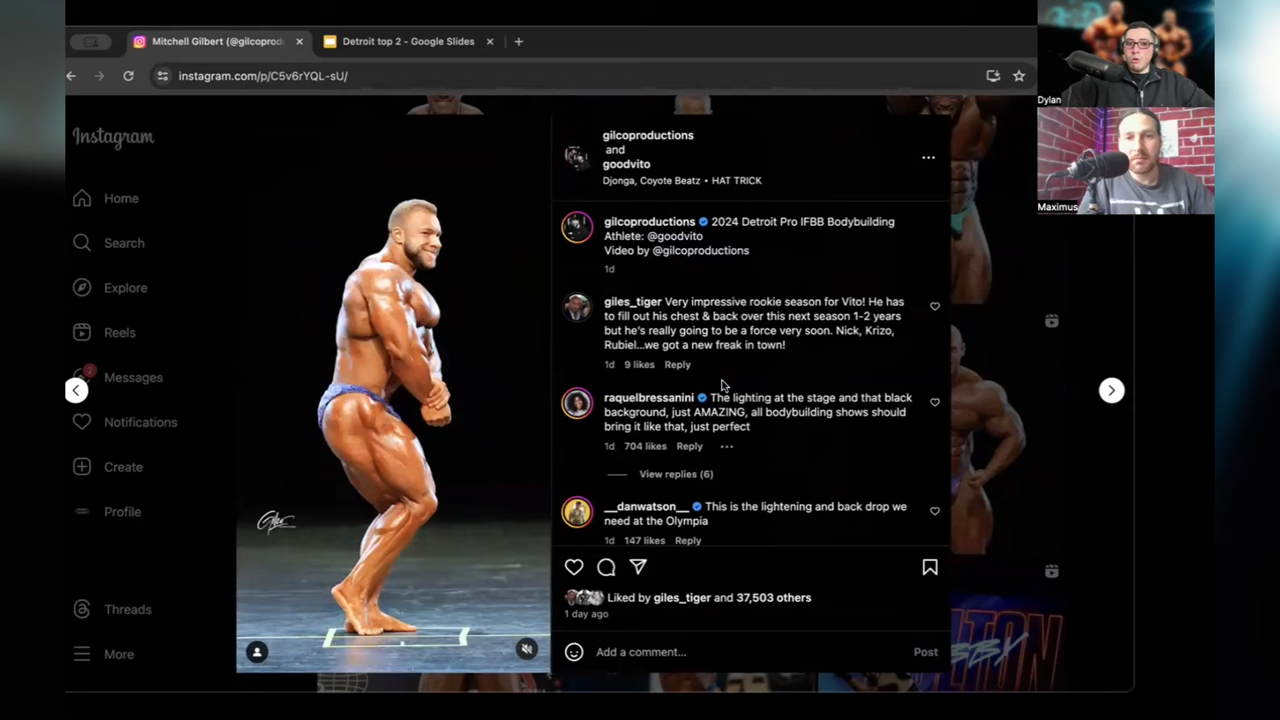 Mitchell Gilbert (@gilcoprod
Detroit top 2 - Google Slides
instagram.com/p/C5v6rYQL-sU/
Instagram
Home
Search
Explore
Reels
Messages
Notifications
Create
Profile
Threads
More
Gilco
gilcoproductions
and
goodvito
Djonga, Coyote Beatz • HAT TRICK
gilcoproductions 2024 Detroit Pro IFBB Bodybuilding
Athlete: @goodvito
Video by @gilcoproductions
1d
giles_tiger Very impressive rookie season for Vito! He has
to fill out his chest & back over this next season 1-2 years
but he's really going to be a force very soon. Nick, Krizo,
Rubiel...we got a new freak in town!
1d 9 likes Reply
raquelbressanini The lighting at the stage and that black
background, just AMAZING, all bodybuilding shows should
bring it like that, just perfect
1d 704 likes Reply
View replies (6)
__danwatson__ This is the lightening and back drop we
need at the Olympia
1d 147 likes Reply
Liked by giles_tiger and 37,503 others
1 day ago
Add a comment...
Post
Dylan
Maximus